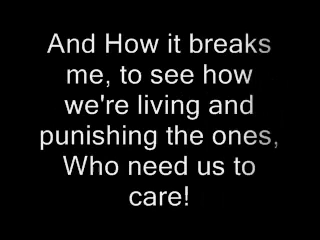 And How it breaks
me, to see how
we're living and
punishing the ones,
Who need us to
care!